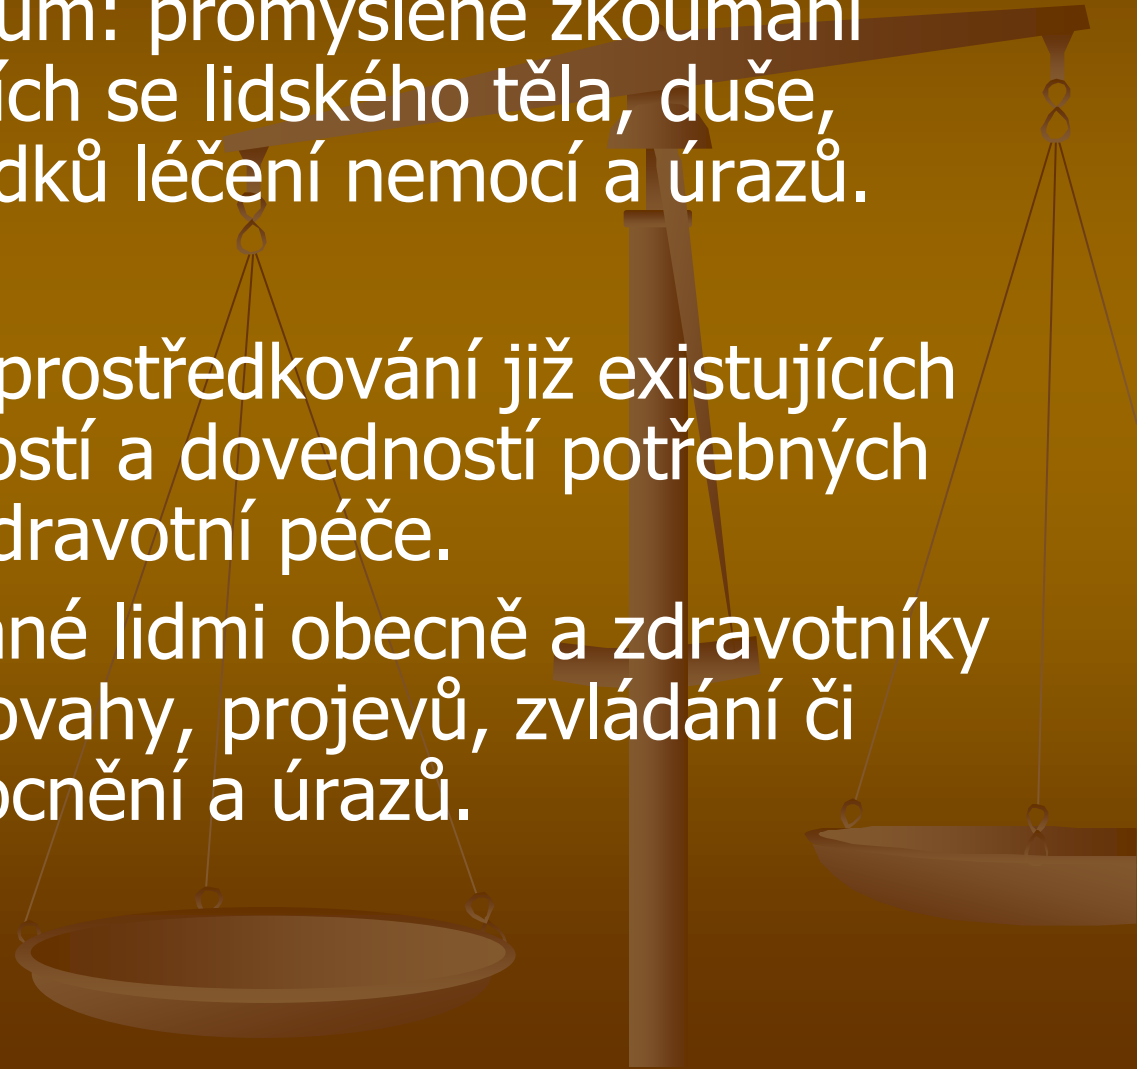 um: promyšlené zkoumání
ích se lidského těla, duše,
dků léčení nemocí a úrazů.
prostředkování již existujících
ostí a dovedností potřebných
dravotní péče.
né lidmi obecně a zdravotníky
ovahy, projevů, zvládání či
ocnění a úrazů.